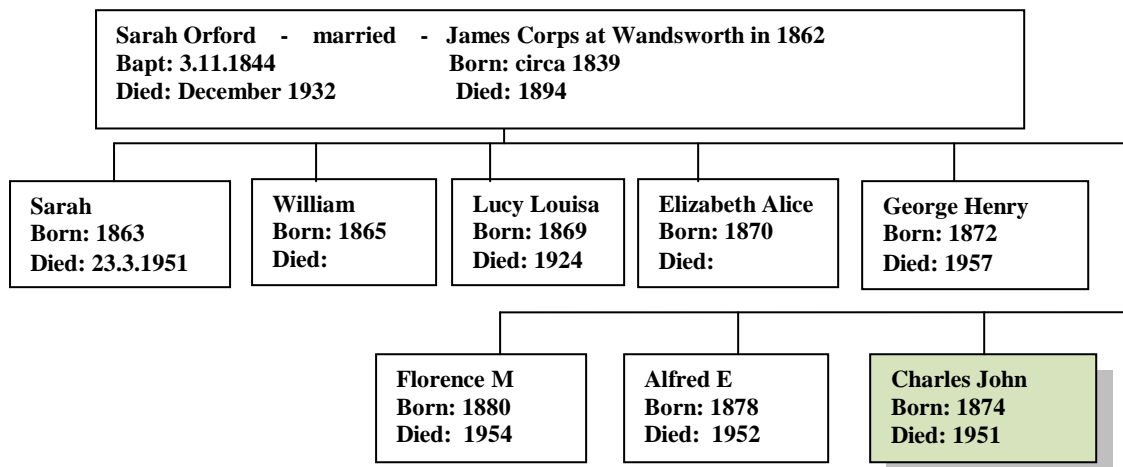 Sarah Orford - married - James Corps at Wandsworth in 1862
Bapt: 3.11.1844 Born: circa 1839
Died: December 1932 Died: 1894
Sarah
Born: 1863
Died: 23.3.1951
William
Born: 1865
Died:
Lucy Louisa
Born: 1869
Died: 1924
Elizabeth Alice
Born: 1870
Died:
George Henry
Born: 1872
Died: 1957
Florence M
Born: 1880
Died: 1954
Alfred E
Born: 1878
Died: 1952
Charles John
Born: 1874
Died: 1951